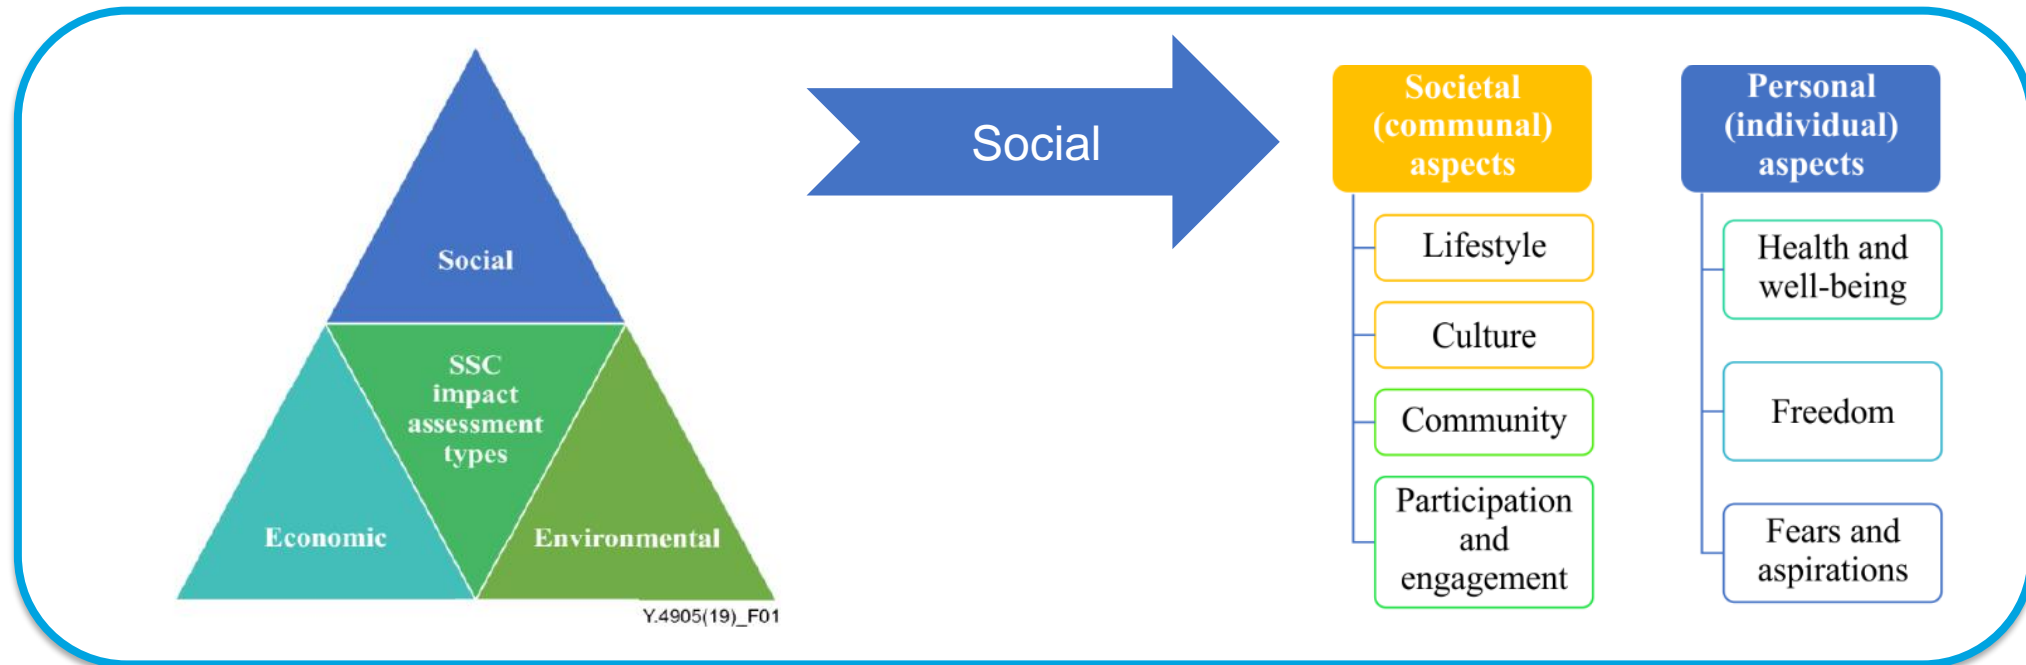 Social
SSC
impact
assessment
types
Economic
Environmental
Y.4905(19)_F01
Social
Societal
(communal)
aspects
Lifestyle
Culture
Community
Participation
and
engagement
Personal
(individual)
aspects
Health and
well-being
Freedom
Fears and
aspirations